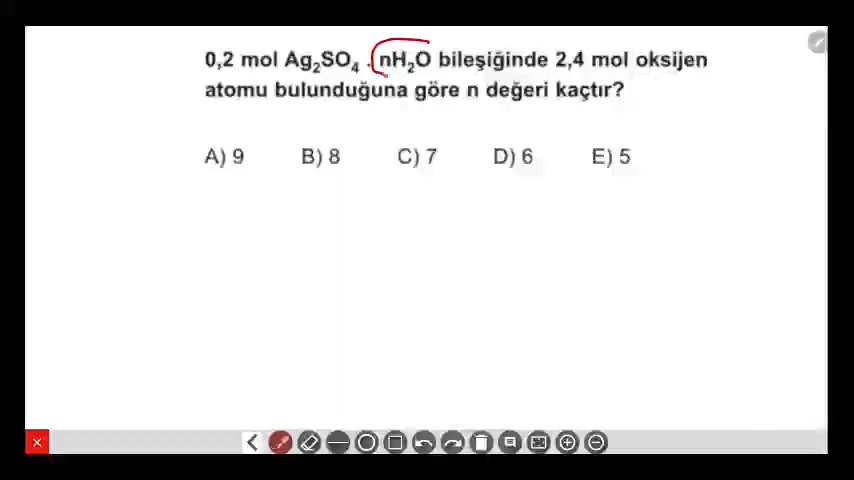 0,2 mol Ag₂SO₄ . nH₂O bileşiğinde 2,4 mol oksijen
atomu bulunduğuna göre n değeri kaçtır?
A) 9 B) 8 C) 7 D) 6 E) 5